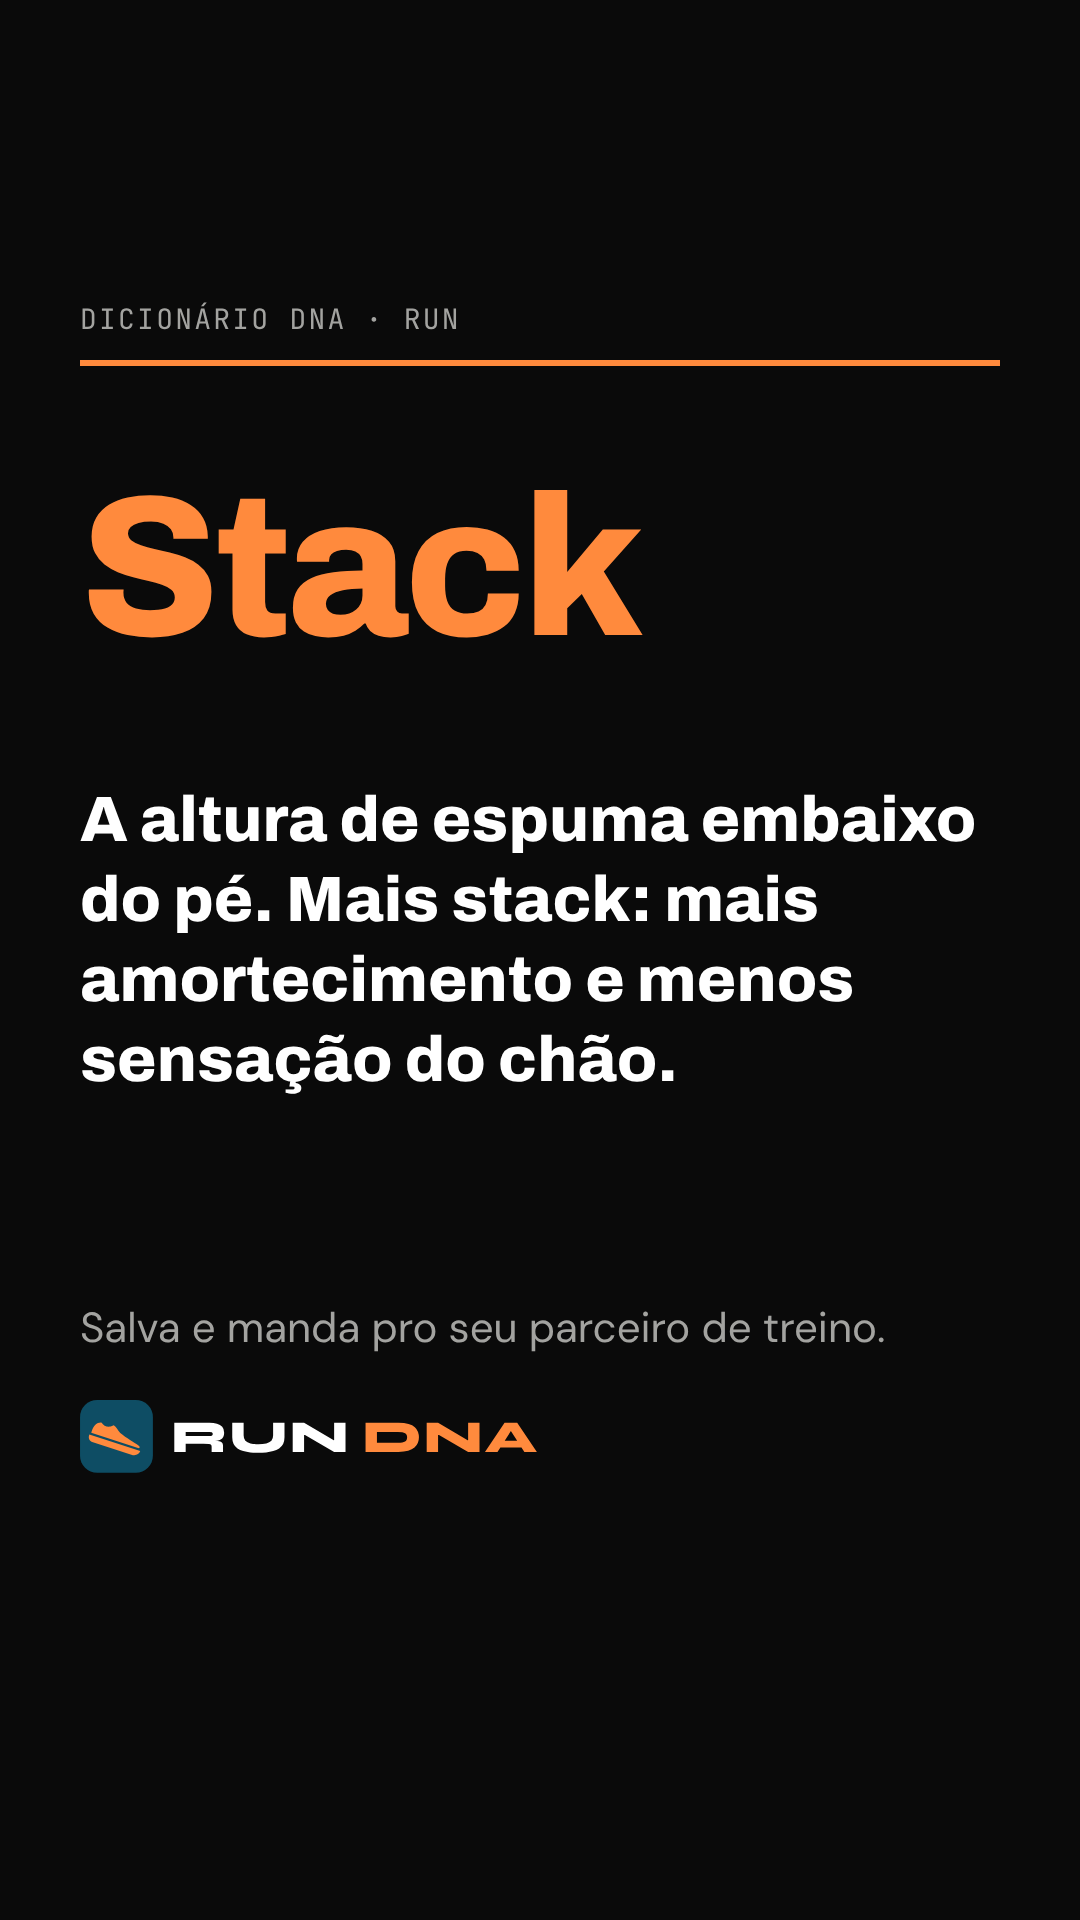 DICIONÁRIO DNA · RUN
Stack
A altura de espuma embaixo
do pé. Mais stack: mais
amortecimento e menos
sensação do chão.
Salva e manda pro seu parceiro de treino.
RUN DNA